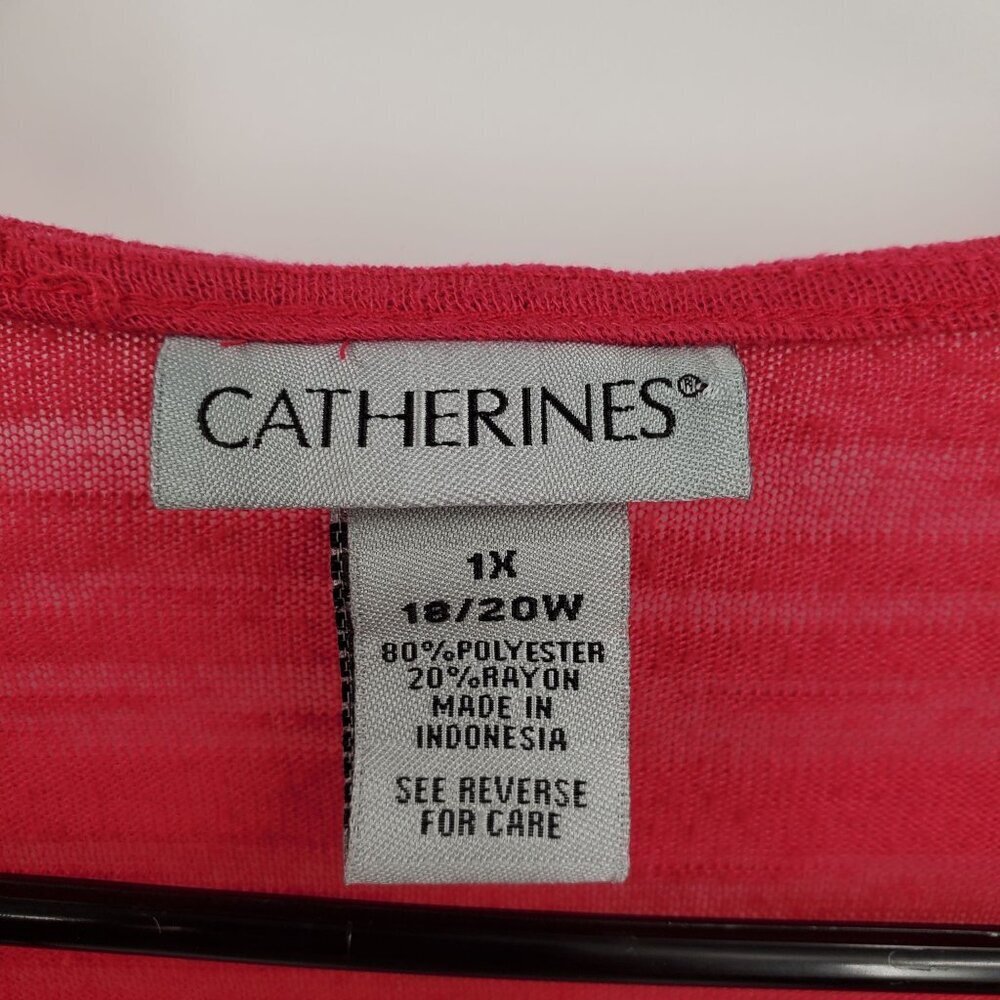 CATHERINES®
1X
18/20W
80%POLYESTER
20%RAYON
MADE IN
INDONESIA
SEE REVERSE
FOR CARE